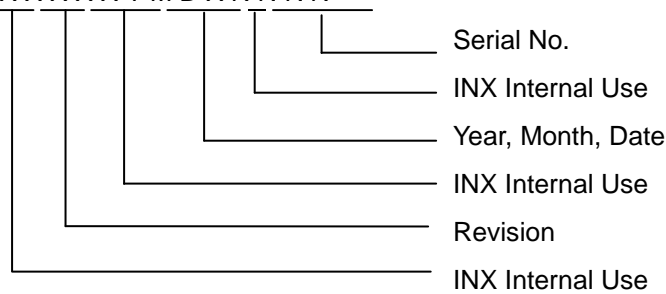 Serial No.
INX Internal Use
Year, Month, Date
INX Internal Use
Revision
INX Internal Use